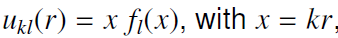 u_{kl}(r) = x f_l(x), with x = kr,